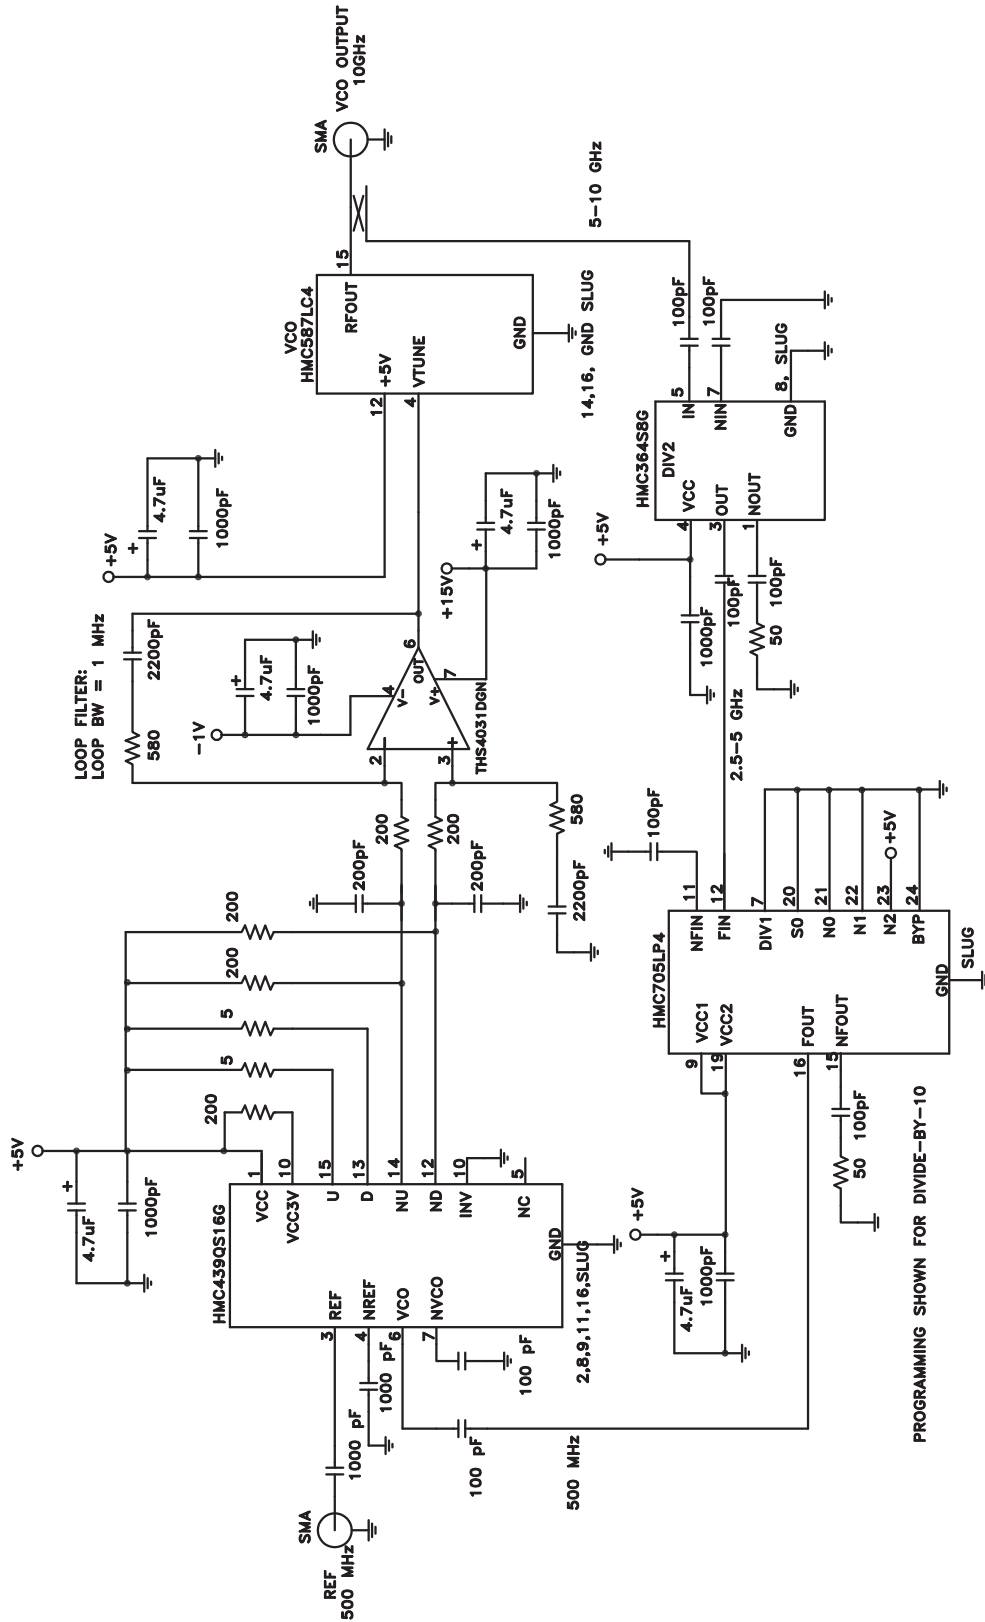 LOOP FILTER:
LOOP BW = 1 MHz
580
2200pF
+5V
+
4.7uF
1000pF
VCO
HMC587LC4
12
+5V
4
VTUNE
RFOUT
15
GND
14,16, GND SLUG
SMA
VCO OUTPUT
10GHz
5-10 GHz
-1V
+
4.7uF
1000pF
2
3
4
V-
OUT
6
V+
7
THS4031DGN
+15V
+
4.7uF
1000pF
+5V
+
4.7uF
1000pF
200
5
5
200
200
200pF
200pF
200
200
2200pF
580
HMC439QS16G
VCC
1
VCC3V
10
U
15
D
13
NU
14
ND
12
INV
10
NC
5
GND
2,8,9,11,16,SLUG
REF
3
NREF
4
VCO
6
NVCO
7
SMA
REF
500 MHz
1000 pF
1000 pF
100 pF
100 pF
500 MHz
+5V
+
4.7uF
1000pF
HMC705LP4
9
VCC1
19
VCC2
16
FOUT
15
NFOUT
50
100pF
NFIN
11
FIN
12
DIV1
7
S0
20
N0
21
N1
22
N2
23
BYP
24
GND
SLUG
+5V
100pF
2.5-5 GHz
HMC364S8G
DIV2
4
VCC
3
OUT
1
NOUT
IN
5
NIN
7
GND
8, SLUG
+5V
1000pF
100pF
100pF
50
100pF
100pF
PROGRAMMING SHOWN FOR DIVIDE-BY-10